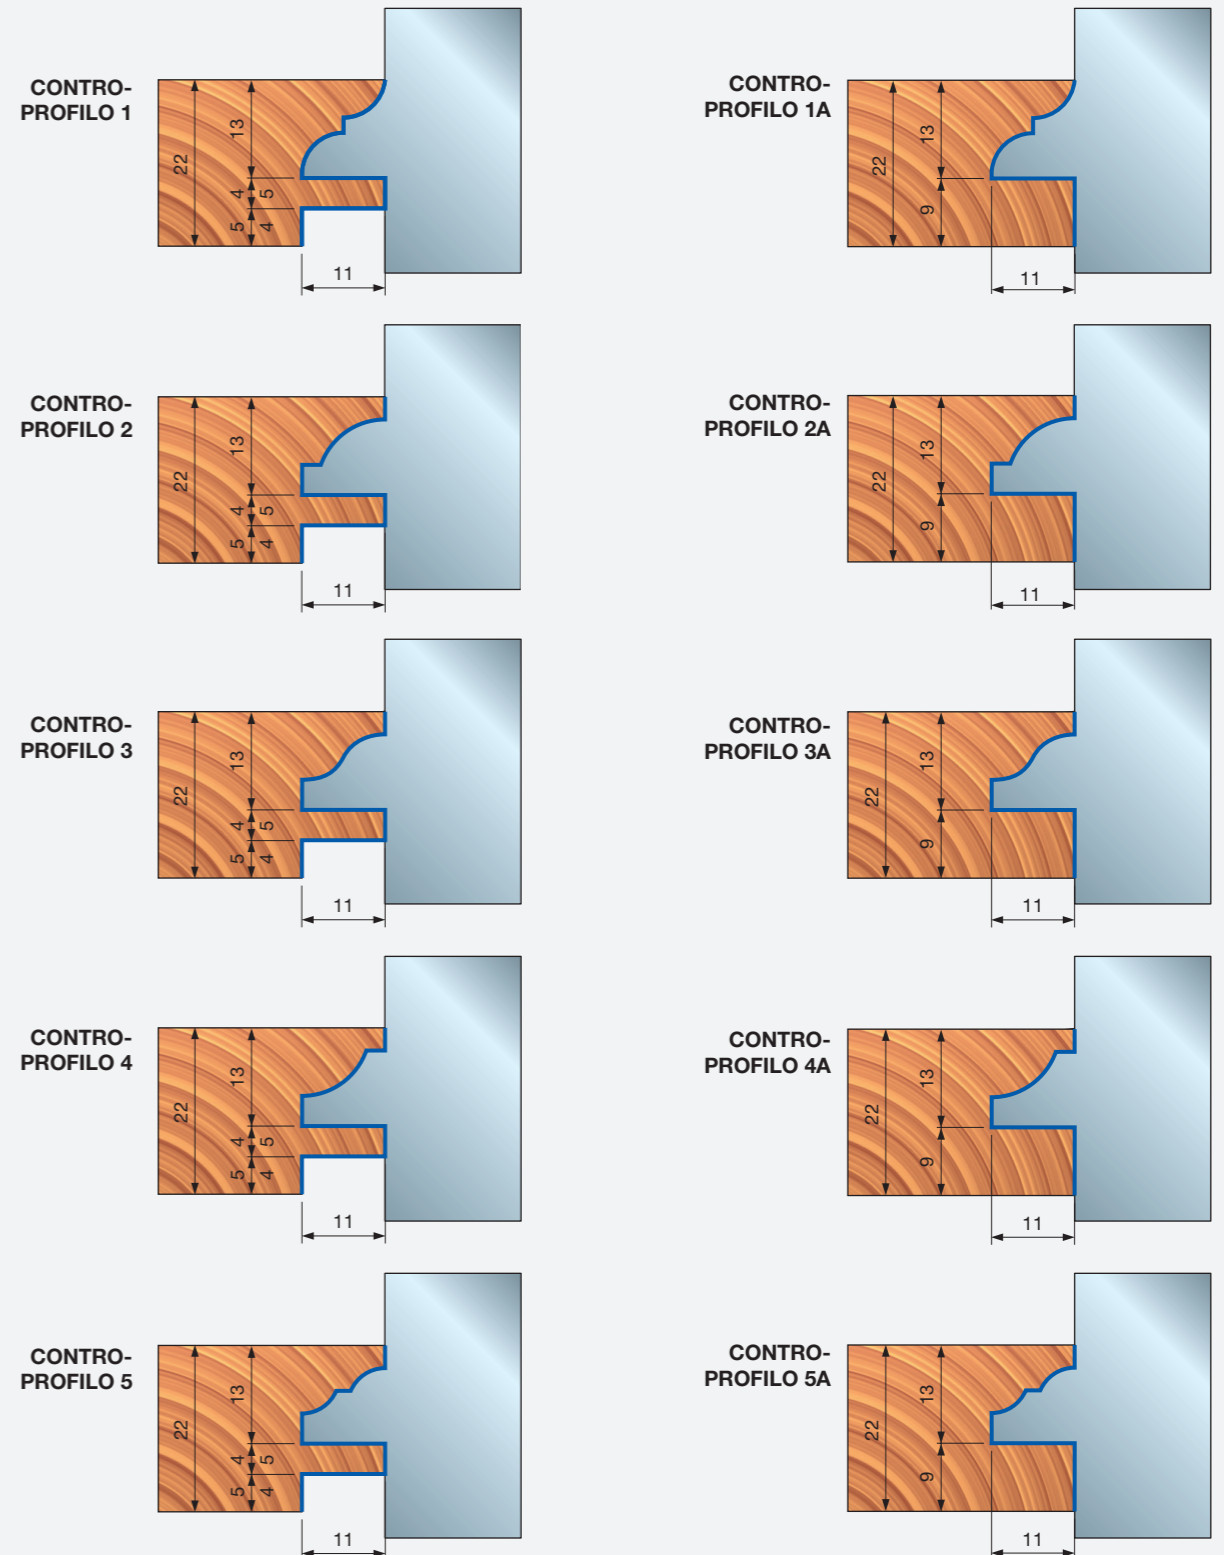 CONTRO-
PROFILO 1
22
13
4 5
5 4
11
CONTRO-
PROFILO 1A
22
13
9
11
CONTRO-
PROFILO 2
22
13
4 5
5 4
11
CONTRO-
PROFILO 2A
22
13
9
11
CONTRO-
PROFILO 3
22
13
4 5
5 4
11
CONTRO-
PROFILO 3A
22
13
9
11
CONTRO-
PROFILO 4
22
13
4 5
5 4
11
CONTRO-
PROFILO 4A
22
13
9
11
CONTRO-
PROFILO 5
22
13
4 5
5 4
11
CONTRO-
PROFILO 5A
22
13
9
11